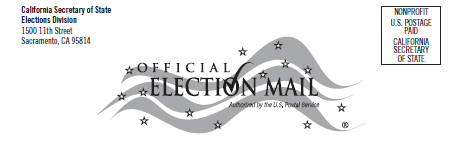 California Secretary of State
Elections Division
1500 11th Street
Sacramento, CA 95814
NONPROFIT
U.S. POSTAGE
PAID
CALIFORNIA
SECRETARY
OF STATE
OFFICIAL
ELECTION MAIL
Authorized by the U.S. Postal Service
®